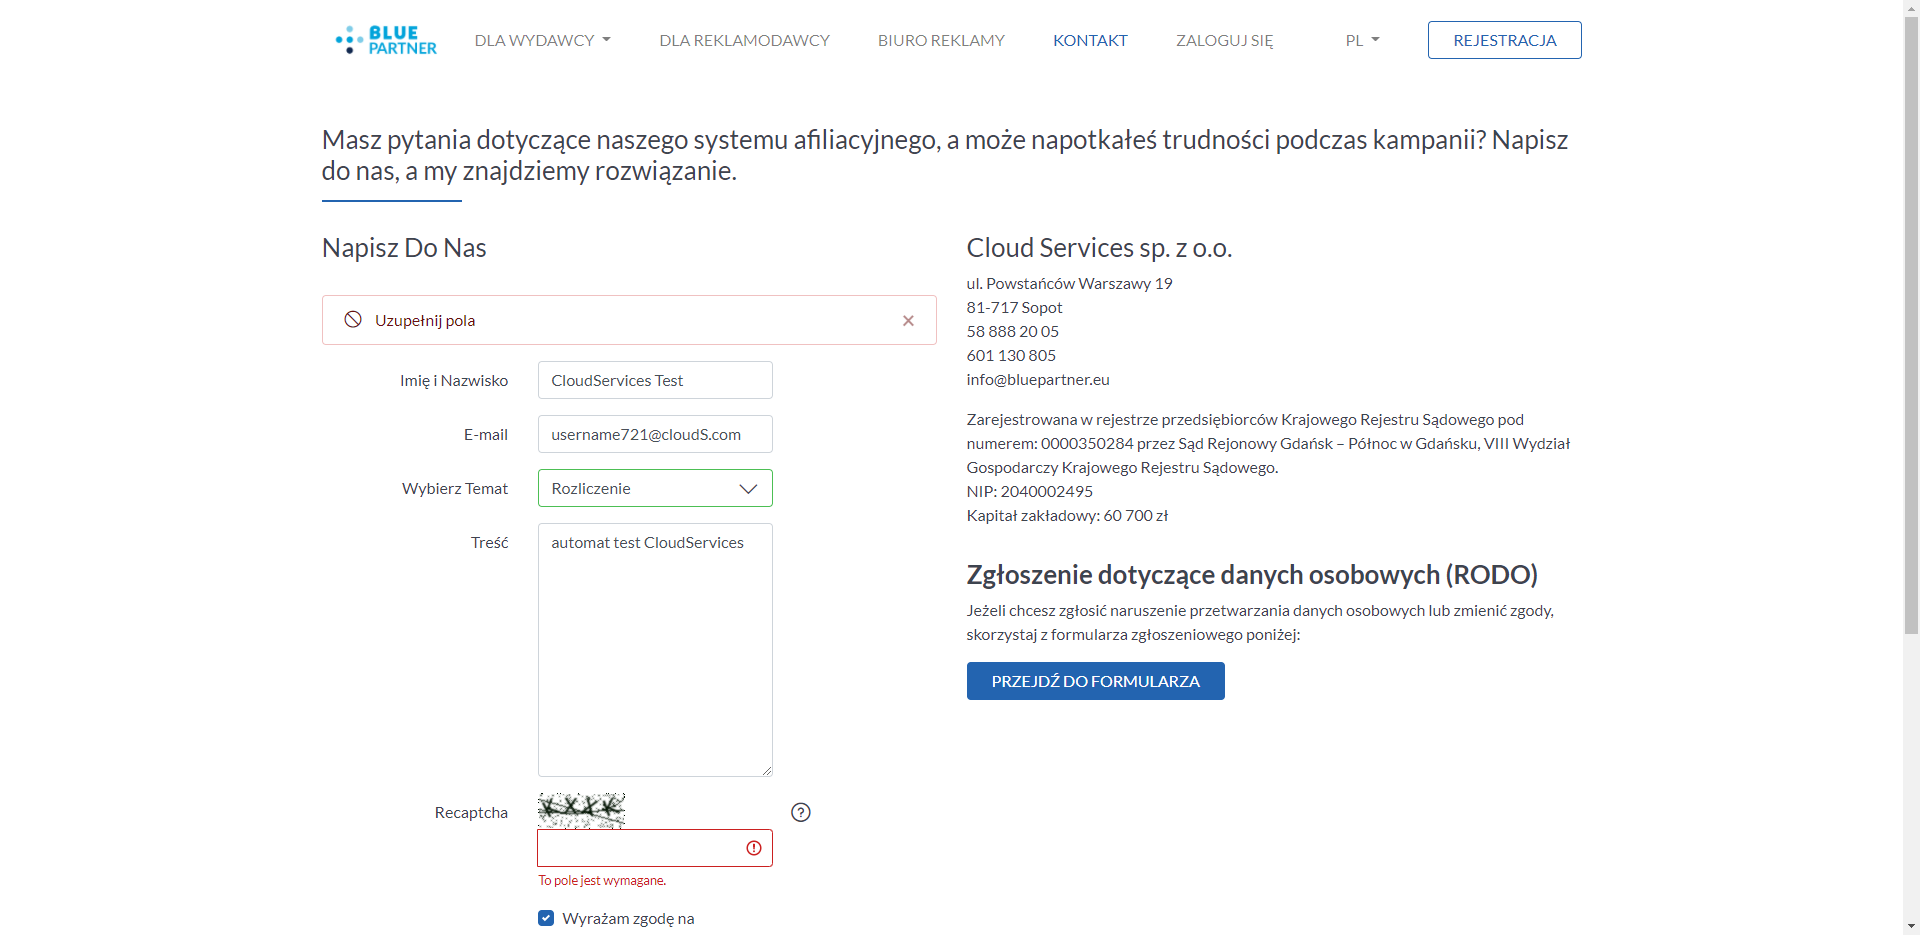 BLUE PARTNER
DLA WYDAWCY
DLA REKLAMODAWCY
BIURO REKLAMY
KONTAKT
ZALOGUJ SIĘ
PL
REJESTRACJA
Masz pytania dotyczące naszego systemu afiliacyjnego, a może napotkałeś trudności podczas kampanii? Napisz
do nas, a my znajdziemy rozwiązanie.
Napisz Do Nas
Uzupełnij pola
Imię i Nazwisko
CloudServices Test
E-mail
username721@cloudS.com
Wybierz Temat
Rozliczenie
Treść
automat test CloudServices
Recaptcha
To pole jest wymagane.
Wyrażam zgodę na
Cloud Services sp. z o.o.
ul. Powstańców Warszawy 19
81-717 Sopot
58 888 20 05
601 130 805
info@bluepartner.eu
Zarejestrowana w rejestrze przedsiębiorców Krajowego Rejestru Sądowego pod
numerem: 0000350284 przez Sąd Rejonowy Gdańsk – Północ w Gdańsku, VIII Wydział
Gospodarczy Krajowego Rejestru Sądowego.
NIP: 2040002495
Kapitał zakładowy: 60 700 zł
Zgłoszenie dotyczące danych osobowych (RODO)
Jeżeli chcesz zgłosić naruszenie przetwarzania danych osobowych lub zmienić zgody,
skorzystaj z formularza zgłoszeniowego poniżej:
PRZEJDŹ DO FORMULARZA